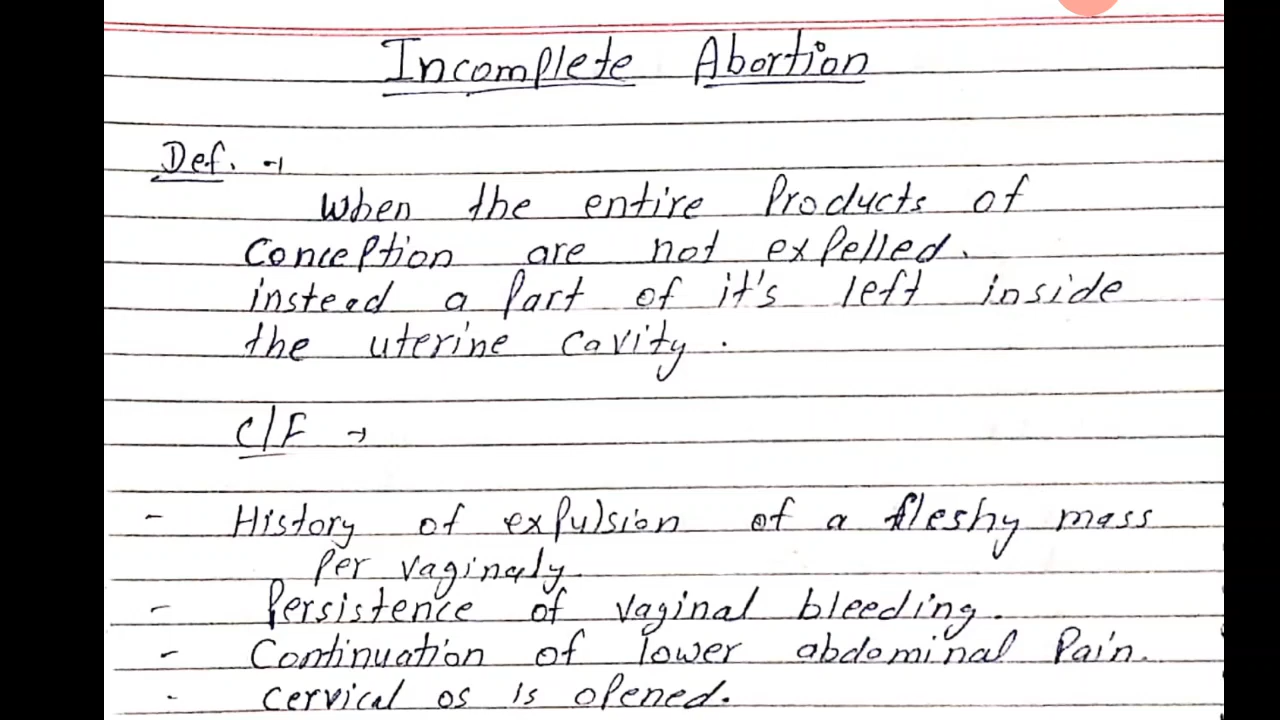 Incomplete Abortion
Def. →
When the entire Products of
Conception are not expelled.
instead a Part of it's left inside
the uterine cavity.
C/F →
- History of expulsion of a fleshy mass
Per vaginaly.
- Persistence of vaginal bleeding.
- Continuation of lower abdominal Pain.
- Cervical os is opened.